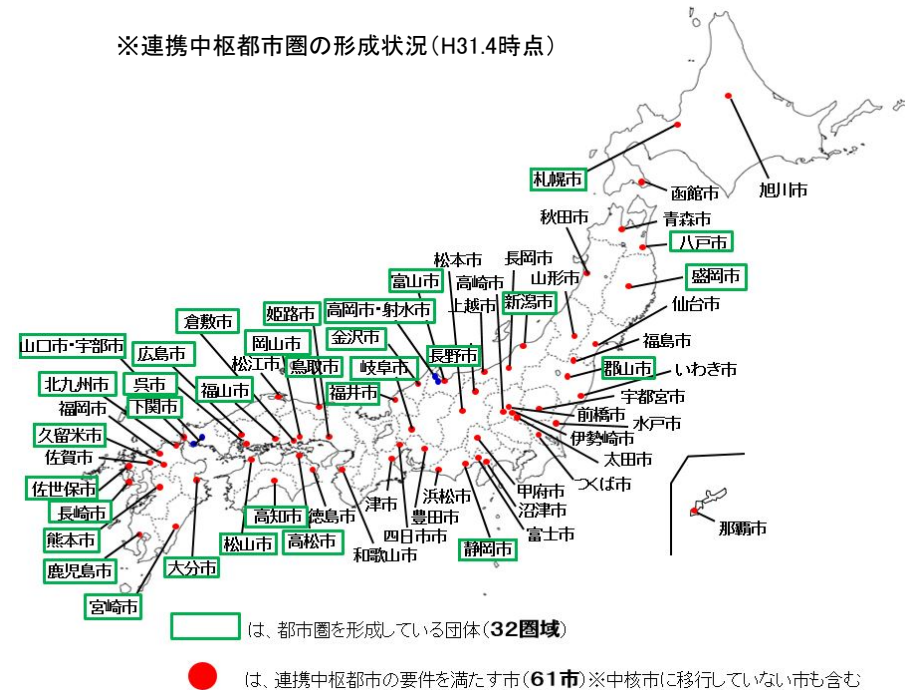 ※連携中枢都市圏の形成状況(H31.4時点)
札幌市
函館市
旭川市
秋田市
青森市
八戸市
松本市
長岡市
富山市
高崎市
山形市
盛岡市
倉敷市
姫路市
高岡市・射水市
上越市
新潟市
仙台市
山口市・宇部市
広島市
岡山市
金沢市
長野市
福島市
北九州市
呉市
松江市
鳥取市
岐阜市
郡山市
いわき市
福岡市
下関市
福山市
福井市
宇都宮市
久留米市
前橋市
水戸市
佐賀市
伊勢崎市
太田市
佐世保市
つくば市
長崎市
津市
浜松市
甲府市
熊本市
高知市
徳島市
豊田市
沼津市
那覇市
鹿児島市
大分市
松山市
高松市
四日市市
静岡市
富士市
和歌山市
宮崎市
は、都市圏を形成している団体(32圏域)
は、連携中枢都市の要件を満たす市(61市)※中核市に移行していない市も含む